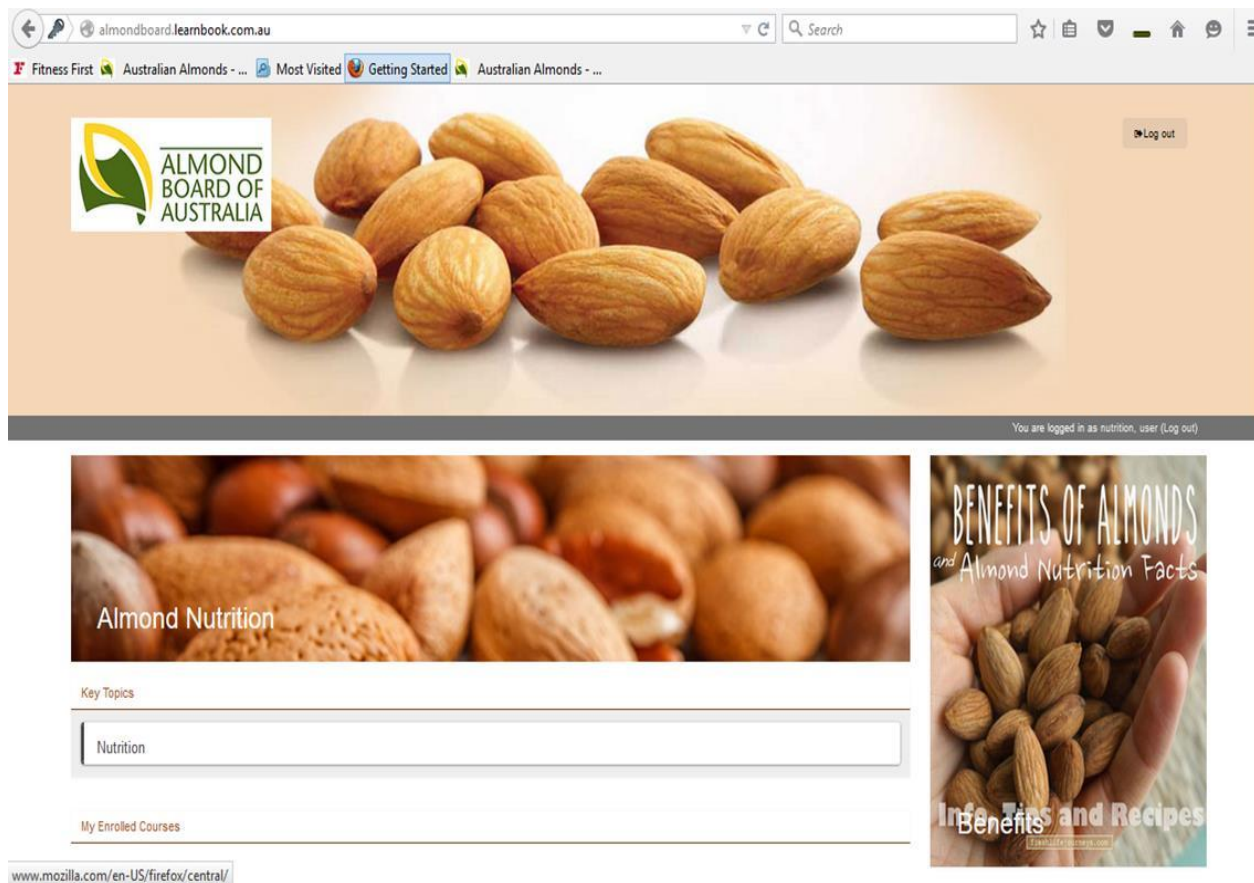 almondboard.learnbook.com.au
Search
Fitness First Australian Almonds - ... Most Visited Getting Started Australian Almonds - ...
ALMOND
BOARD OF
AUSTRALIA
Log out
You are logged in as nutrition, user (Log out)
Almond Nutrition
BENEFITS OF ALMONDS
and Almond Nutrition Facts
Key Topics
Nutrition
My Enrolled Courses
Info, Tips and Recipes
Benefits
www.mozilla.com/en-US/firefox/central/